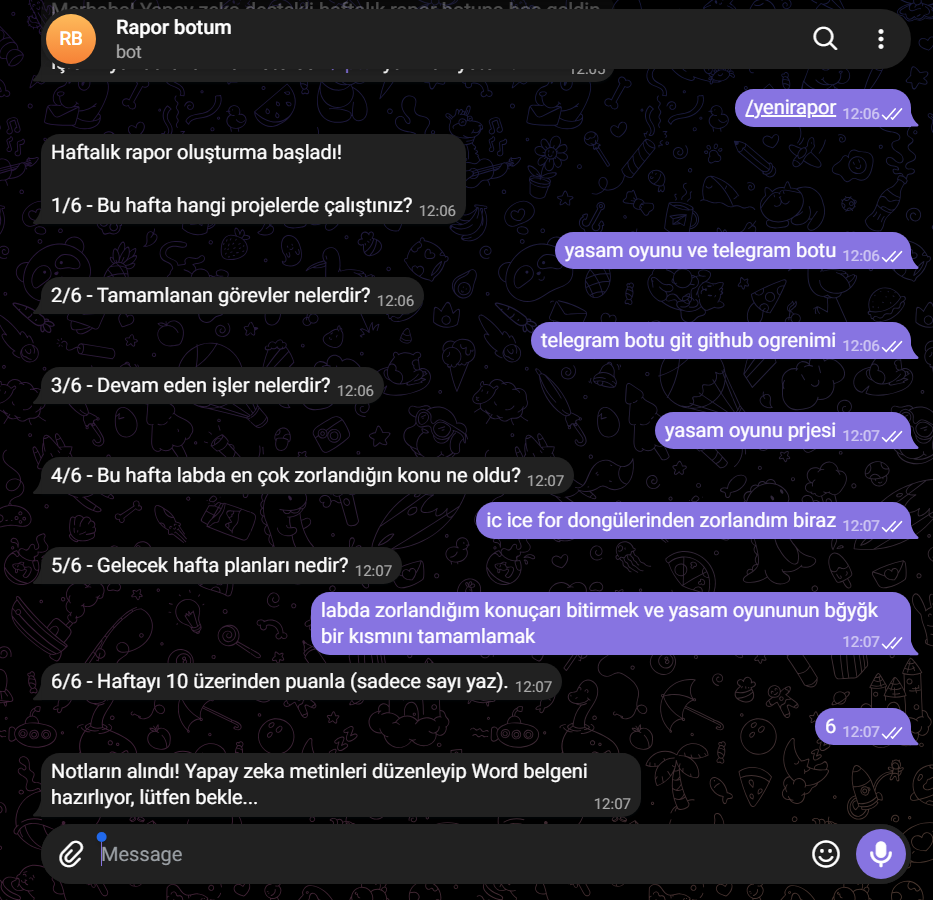 RB
Rapor botum
bot
12:05
/yenirapor 12:06
Haftalık rapor oluşturma başladı!
1/6 - Bu hafta hangi projelerde çalıştınız? 12:06
yasam oyunu ve telegram botu 12:06
2/6 - Tamamlanan görevler nelerdir? 12:06
telegram botu git github ogrenimi 12:06
3/6 - Devam eden işler nelerdir? 12:06
yasam oyunu prjesi 12:07
4/6 - Bu hafta labda en çok zorlandığın konu ne oldu? 12:07
ic ice for dongülerinden zorlandım biraz 12:07
5/6 - Gelecek hafta planları nedir? 12:07
labda zorlandığım konuçarı bitirmek ve yasam oyununun bğyğk
bir kısmını tamamlamak 12:07
6/6 - Haftayı 10 üzerinden puanla (sadece sayı yaz). 12:07
6 12:07
Notların alındı! Yapay zeka metinleri düzenleyip Word belgeni
hazırlıyor, lütfen bekle... 12:07
Message